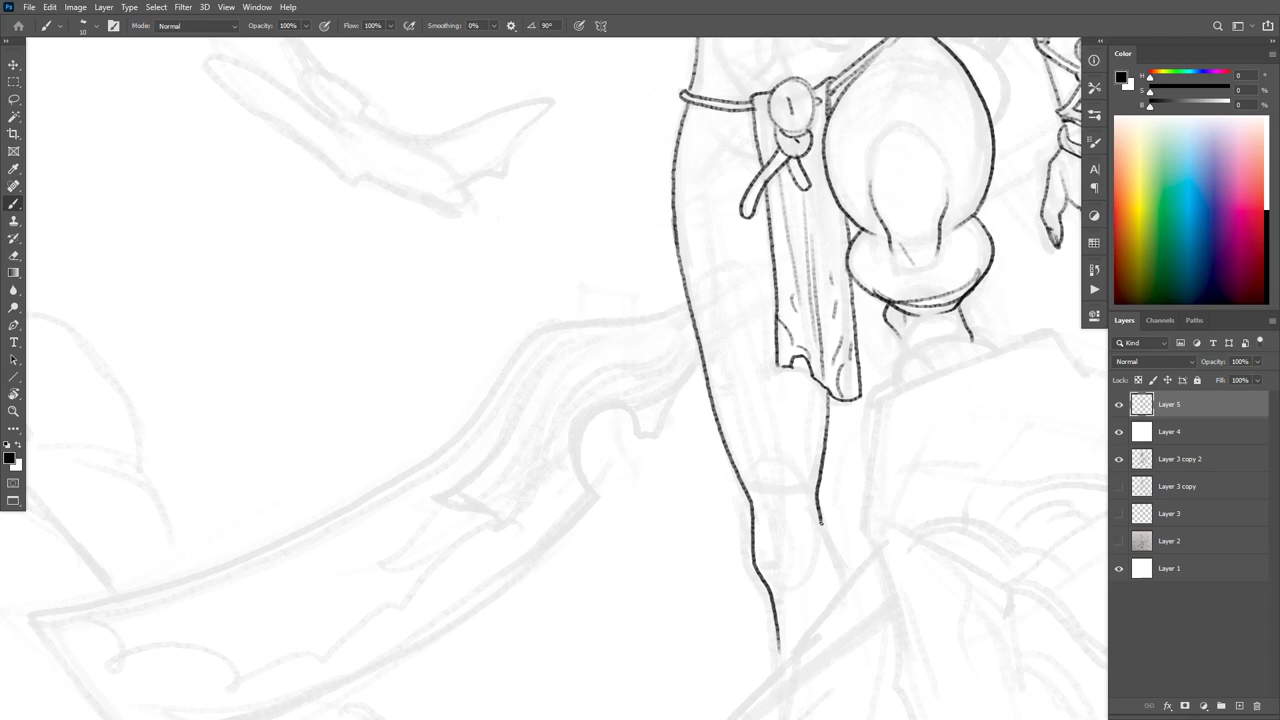 Ps File Edit Image Layer Type Select Filter 3D View Window Help
10 Mode: Normal Opacity: 100% Flow: 100% Smoothing: 0% 90°
Color
H 0 °
S 0 %
B 0 %
Layers Channels Paths
Kind
Normal Opacity: 100%
Lock: Fill: 100%
Layer 5
Layer 4
Layer 3 copy 2
Layer 3 copy
Layer 3
Layer 2
Layer 1